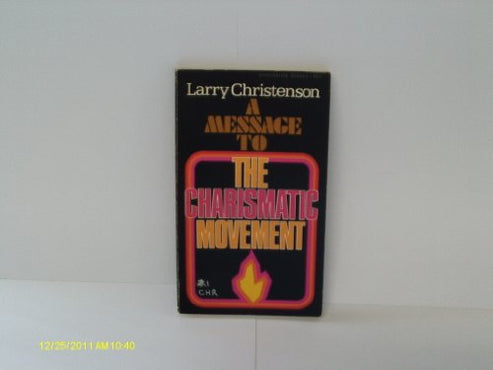 Larry Christenson
A
MESSAGE
TO
THE
CHARISMATIC
MOVEMENT
C.H.R.
12/25/2011 AM 10:40